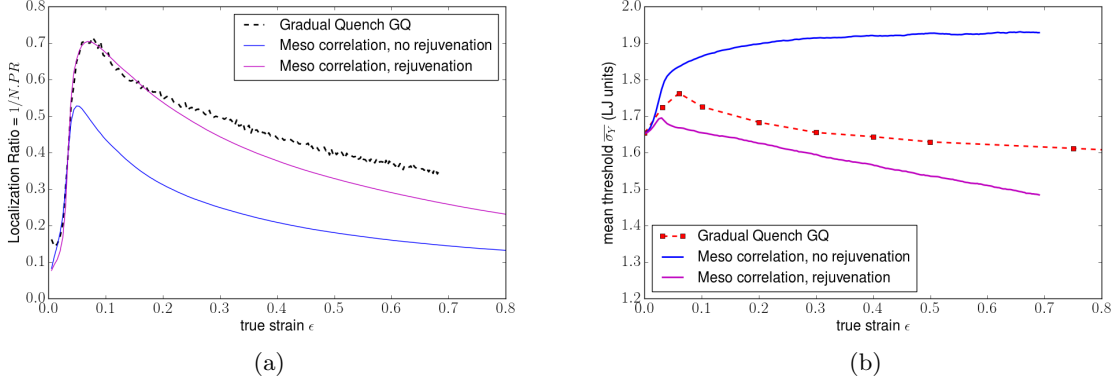 0.8
0.7
0.6
0.5
0.4
0.3
0.2
0.1
0.0
Localization Ratio = 1/N.PR
Gradual Quench GQ
Meso correlation, no rejuvenation
Meso correlation, rejuvenation
0.0 0.1 0.2 0.3 0.4 0.5 0.6 0.7 0.8
true strain ϵ
(a)
2.0
1.9
1.8
1.7
1.6
1.5
1.4
1.3
1.2
mean threshold σ̅_Y̅ (LJ units)
Gradual Quench GQ
Meso correlation, no rejuvenation
Meso correlation, rejuvenation
0.0 0.1 0.2 0.3 0.4 0.5 0.6 0.7 0.8
true strain ϵ
(b)